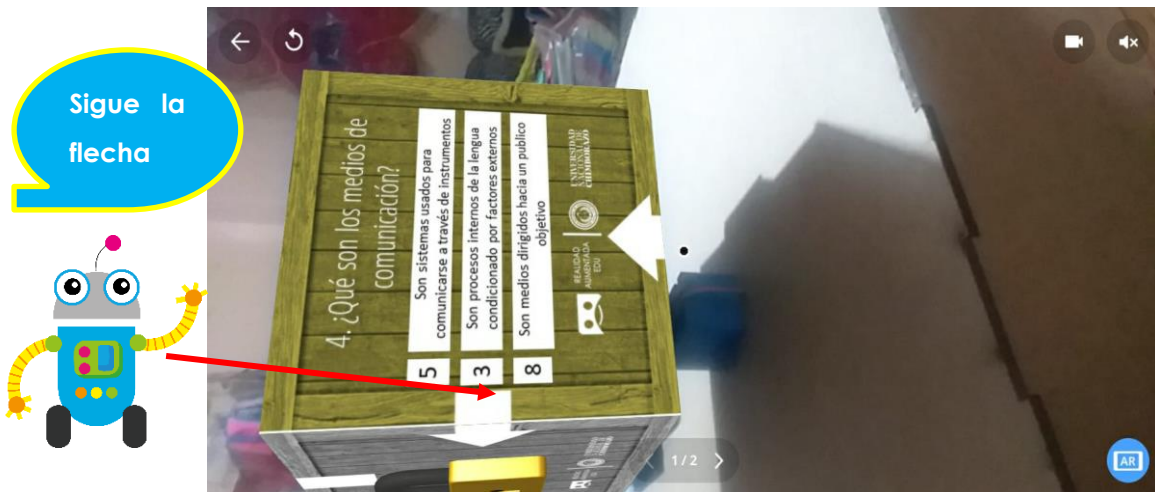 Sigue la
flecha
4. ¿Qué son los medios de
comunicación?
5
Son sistemas usados para
comunicarse a través de instrumentos
3
Son procesos internos de la lengua
condicionado por factores externos
8
Son medios dirigidos hacia un publico
objetivo
REALIDAD
AUMENTADA
EDU
UNIVERSIDAD
NACIONAL DE
CHIMBORAZO
1/2
AR